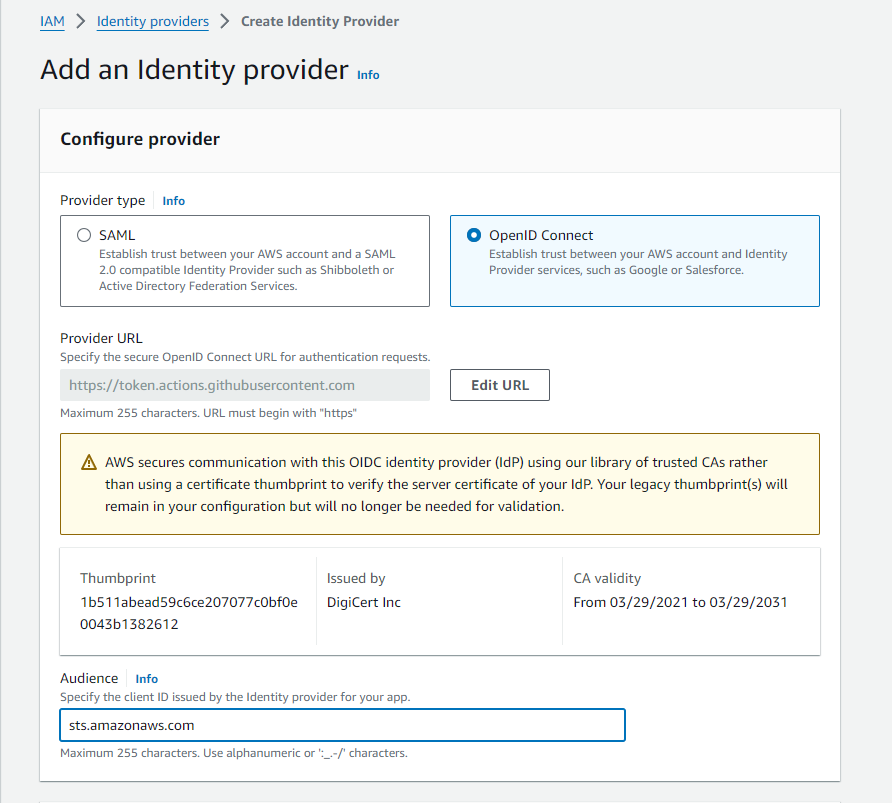 IAM > Identity providers > Create Identity Provider
Add an Identity provider Info
Configure provider
Provider type Info
SAML
Establish trust between your AWS account and a SAML
2.0 compatible Identity Provider such as Shibboleth or
Active Directory Federation Services.
OpenID Connect
Establish trust between your AWS account and Identity
Provider services, such as Google or Salesforce.
Provider URL
Specify the secure OpenID Connect URL for authentication requests.
https://token.actions.githubusercontent.com
Edit URL
Maximum 255 characters. URL must begin with "https"
AWS secures communication with this OIDC identity provider (IdP) using our library of trusted CAs rather
than using a certificate thumbprint to verify the server certificate of your IdP. Your legacy thumbprint(s) will
remain in your configuration but will no longer be needed for validation.
Thumbprint
1b511abead59c6ce207077c0bf0e
0043b1382612
Issued by
DigiCert Inc
CA validity
From 03/29/2021 to 03/29/2031
Audience Info
Specify the client ID issued by the Identity provider for your app.
sts.amazonaws.com
Maximum 255 characters. Use alphanumeric or ':_.-/' characters.